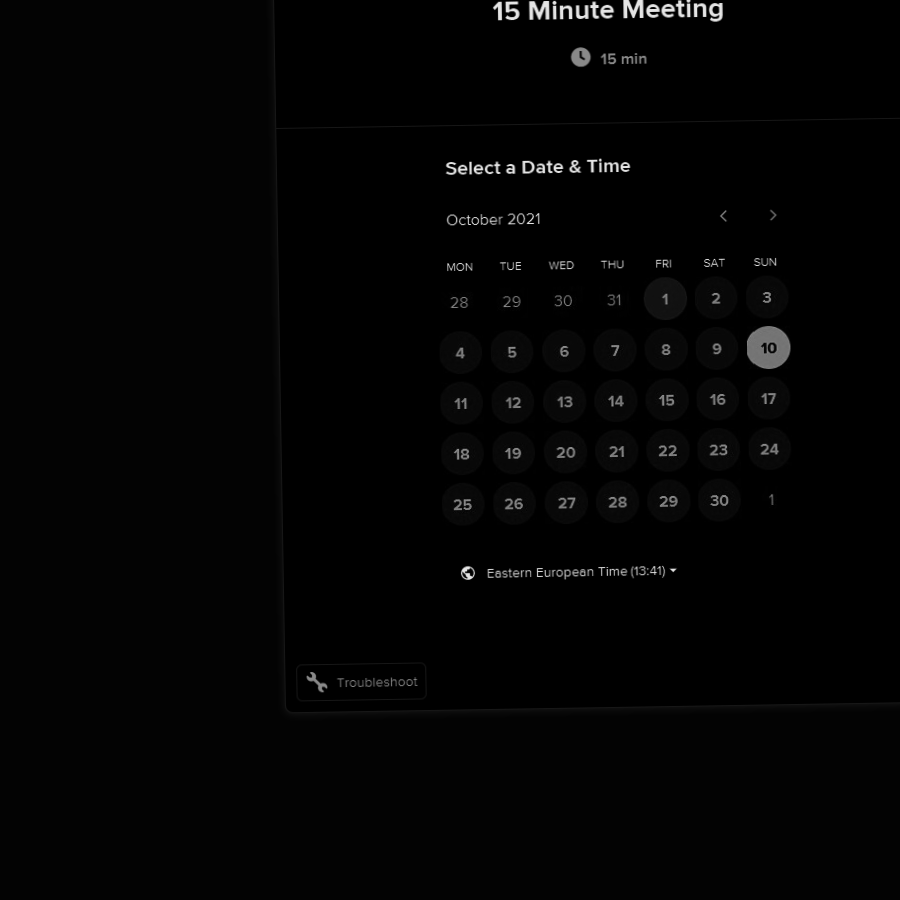 15 Minute Meeting
15 min
Select a Date & Time
October 2021
MON TUE WED THU FRI SAT SUN
28 29 30 31 1 2 3
4 5 6 7 8 9 10
11 12 13 14 15 16 17
18 19 20 21 22 23 24
25 26 27 28 29 30 1
Eastern European Time (13:41)
Troubleshoot